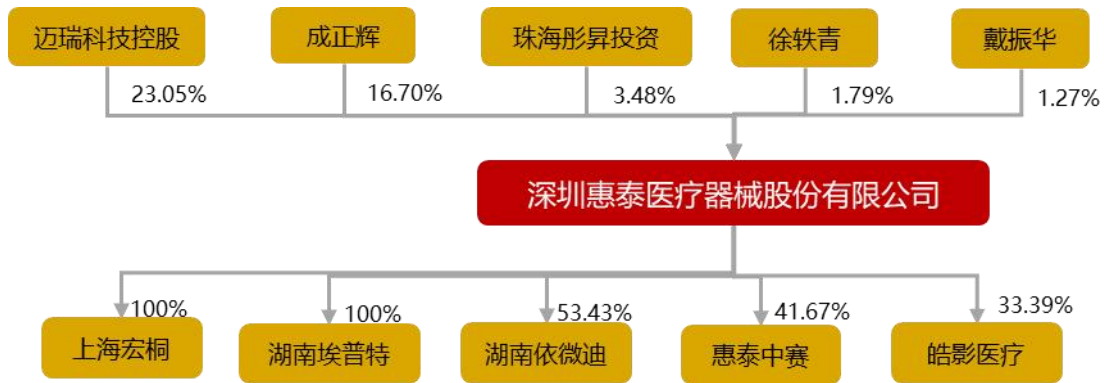 迈瑞科技控股
成正辉
珠海彤昇投资
徐轶青
戴振华
23.05%
16.70%
3.48%
1.79%
1.27%
深圳惠泰医疗器械股份有限公司
100%
100%
53.43%
41.67%
33.39%
上海宏桐
湖南埃普特
湖南依微迪
惠泰中赛
皓影医疗